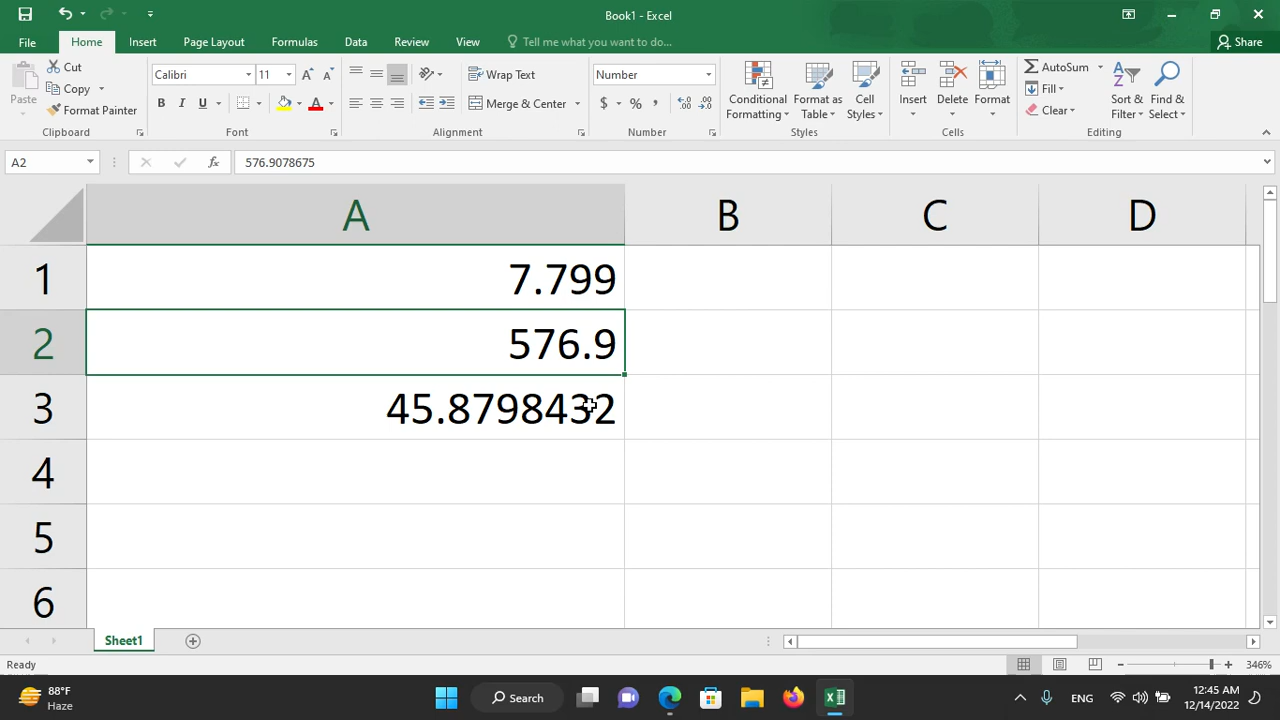 Book1 - Excel
Share
File Home Insert Page Layout Formulas Data Review View Tell me what you want to do...
Paste
Cut
Copy
Format Painter
Clipboard
Calibri 11
B I U
Font
Wrap Text
Merge & Center
Alignment
Number
$ % ,
Number
Conditional Formatting
Format as Table
Cell Styles
Styles
Insert
Delete
Format
Cells
AutoSum
Fill
Clear
Sort & Filter
Find & Select
Editing
A2 fx 576.9078675
A B C D
1 7.799
2 576.9
3 45.8798432
4
5
6
Sheet1
Ready 346%
88°F
Haze
Search
ENG
12:45 AM
12/14/2022